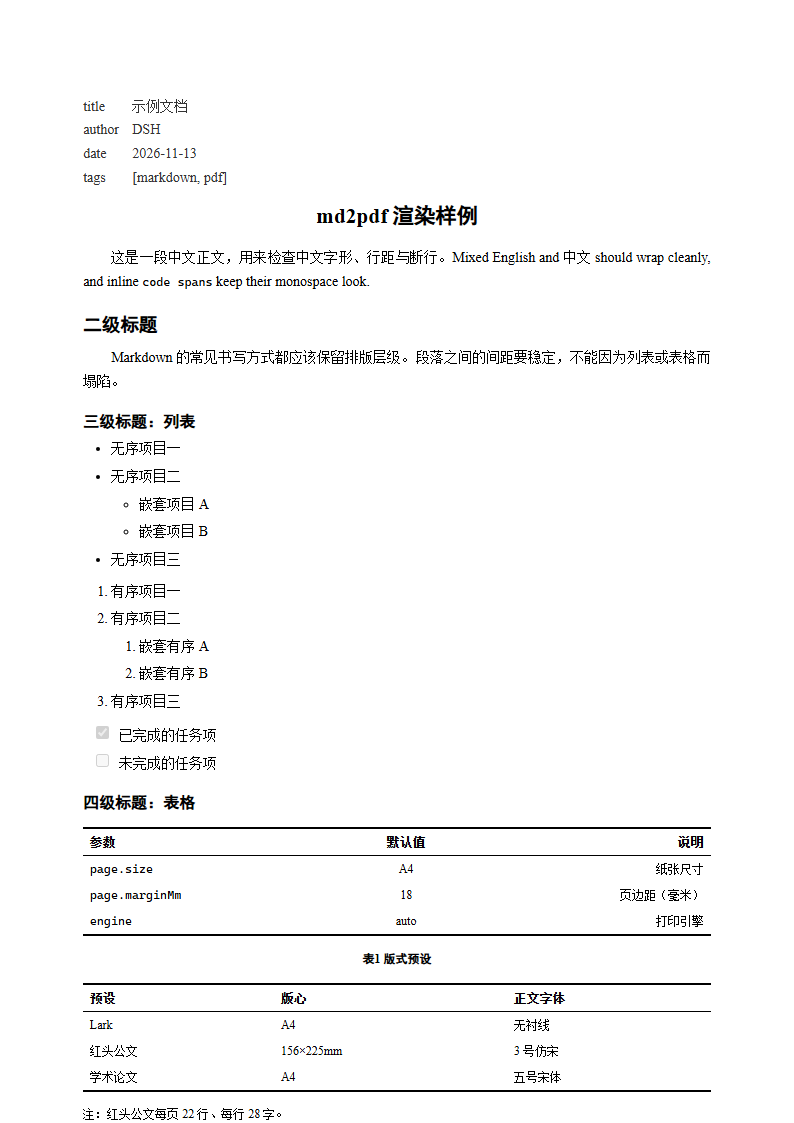 title 示例文档
author DSH
date 2026-11-13
tags [markdown, pdf]
md2pdf 渲染样例
这是一段中文正文，用来检查中文字形、行距与断行。Mixed English and 中文 should wrap cleanly,
and inline code spans keep their monospace look.
二级标题
Markdown 的常见书写方式都应该保留排版层级。段落之间的间距要稳定，不能因为列表或表格而
塌陷。
三级标题：列表
• 无序项目一
• 无序项目二
◦ 嵌套项目 A
◦ 嵌套项目 B
• 无序项目三
1. 有序项目一
2. 有序项目二
1. 嵌套有序 A
2. 嵌套有序 B
3. 有序项目三
已完成的任务项
未完成的任务项
四级标题：表格
参数 默认值 说明
page.size A4 纸张尺寸
page.marginMm 18 页边距（毫米）
engine auto 打印引擎
表1 版式预设
预设 版心 正文字体
Lark A4 无衬线
红头公文 156×225mm 3 号仿宋
学术论文 A4 五号宋体
注：红头公文每页 22 行、每行 28 字。